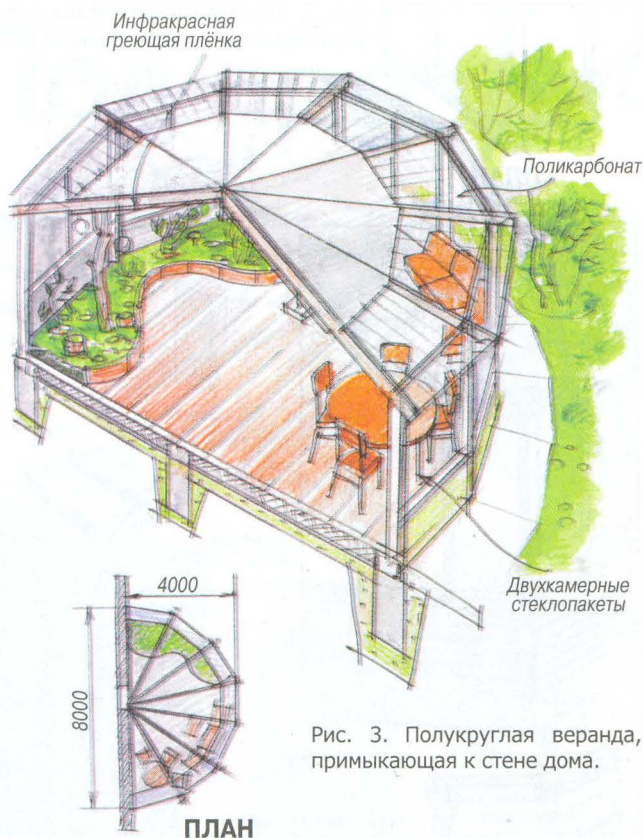 Инфракрасная
греющая плёнка
Поликарбонат
Двухкамерные
стеклопакеты
4000
8000
Рис. 3. Полукруглая веранда,
примыкающая к стене дома.
ПЛАН